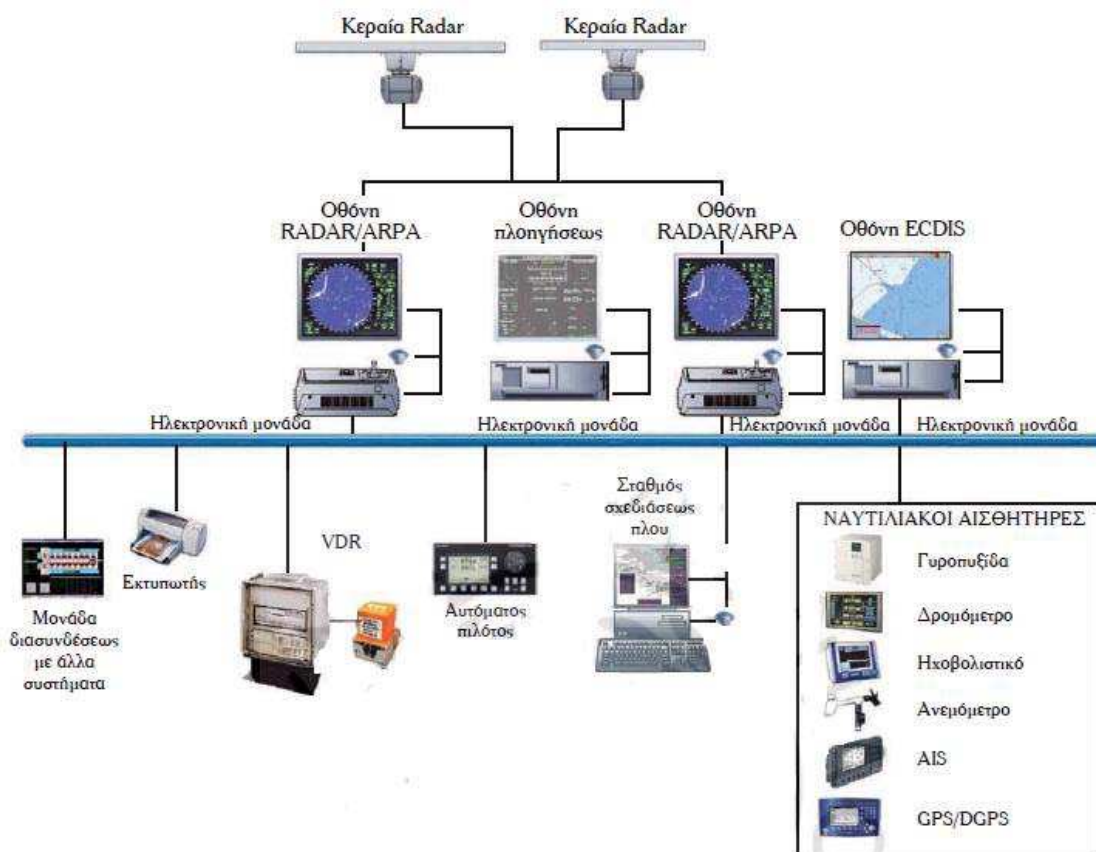 Κεραία Radar
Κεραία Radar
Οθόνη
RADAR/ARPA
Οθόνη
πλοηγήσεως
Οθόνη
RADAR/ARPA
Οθόνη ECDIS
Ηλεκτρονική μονάδα
Ηλεκτρονική μονάδα
Ηλεκτρονική μονάδα
Ηλεκτρονική μονάδα
Μονάδα
διασυνδέσεως
με άλλα
συστήματα
Εκτυπωτής
VDR
Αυτόματος
πιλότος
Σταθμός
σχεδιάσεως
πλου
ΝΑΥΤΙΛΙΑΚΟΙ ΑΙΣΘΗΤΗΡΕΣ
Γυροπυξίδα
Δρομόμετρο
Ηχοβολιστικό
Ανεμόμετρο
AIS
GPS/DGPS